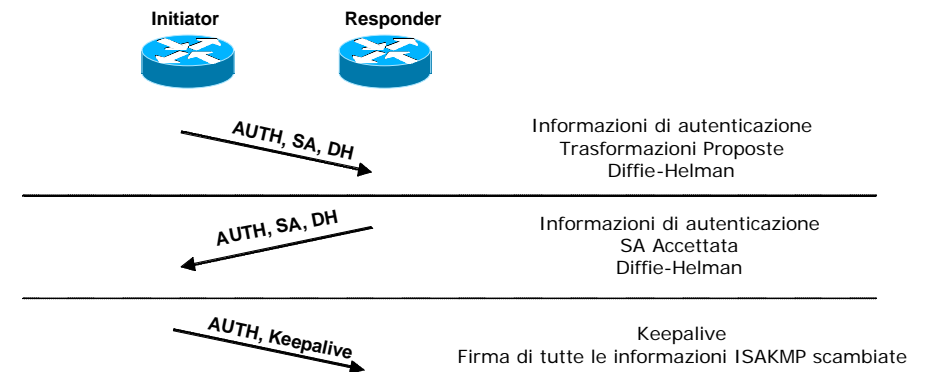 Initiator
Responder
AUTH, SA, DH
Informazioni di autenticazione
Trasformazioni Proposte
Diffie-Helman
AUTH, SA, DH
Informazioni di autenticazione
SA Accettata
Diffie-Helman
AUTH, Keepalive
Keepalive
Firma di tutte le informazioni ISAKMP scambiate